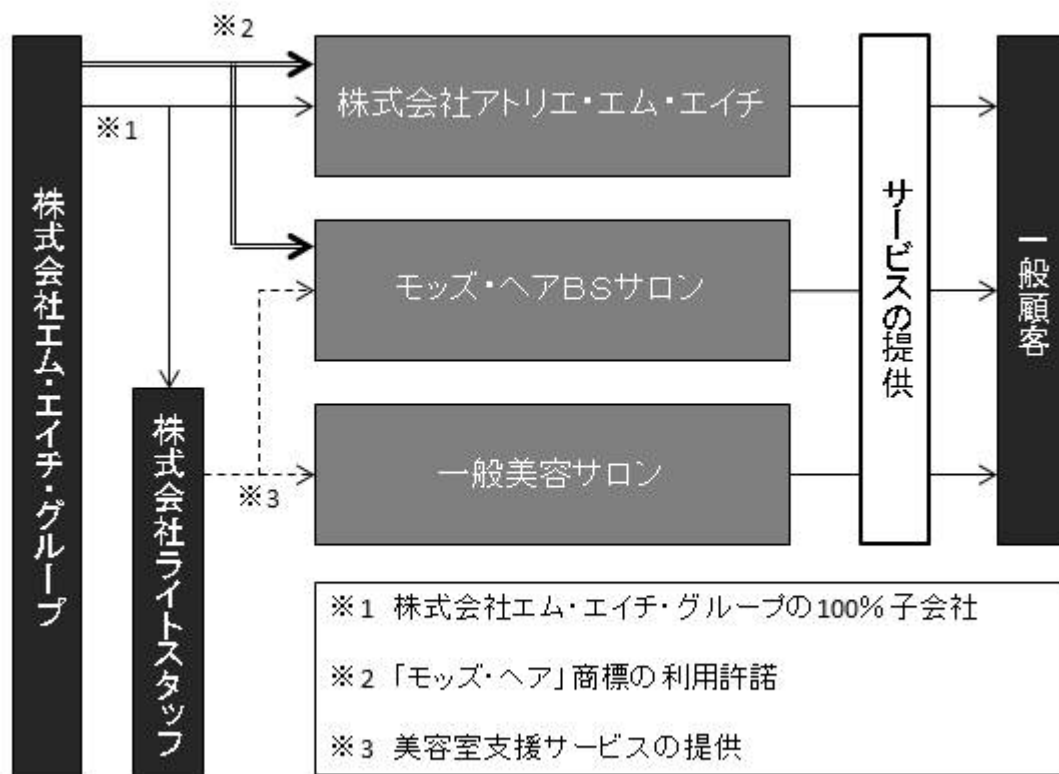 ※2
株式会社アトリエ・エム・エイチ
※1
株式会社エム・エイチ・グループ
モッズ・ヘアBSサロン
サービスの提供
一般顧客
株式会社ライトスタッフ
一般美容サロン
※3
※1 株式会社エム・エイチ・グループの100%子会社
※2 「モッズ・ヘア」商標の利用許諾
※3 美容室支援サービスの提供